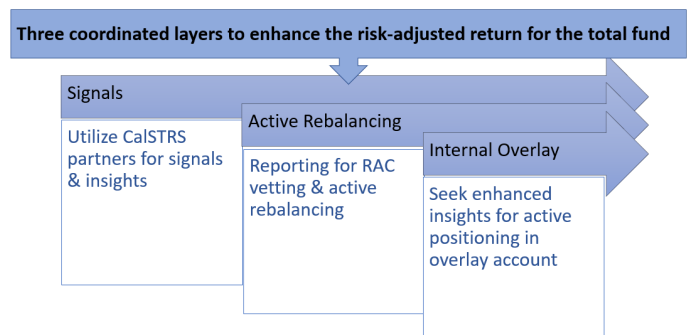 Three coordinated layers to enhance the risk-adjusted return for the total fund
Signals
Utilize CalSTRS
partners for signals
& insights
Active Rebalancing
Reporting for RAC
vetting & active
rebalancing
Internal Overlay
Seek enhanced
insights for active
positioning in
overlay account